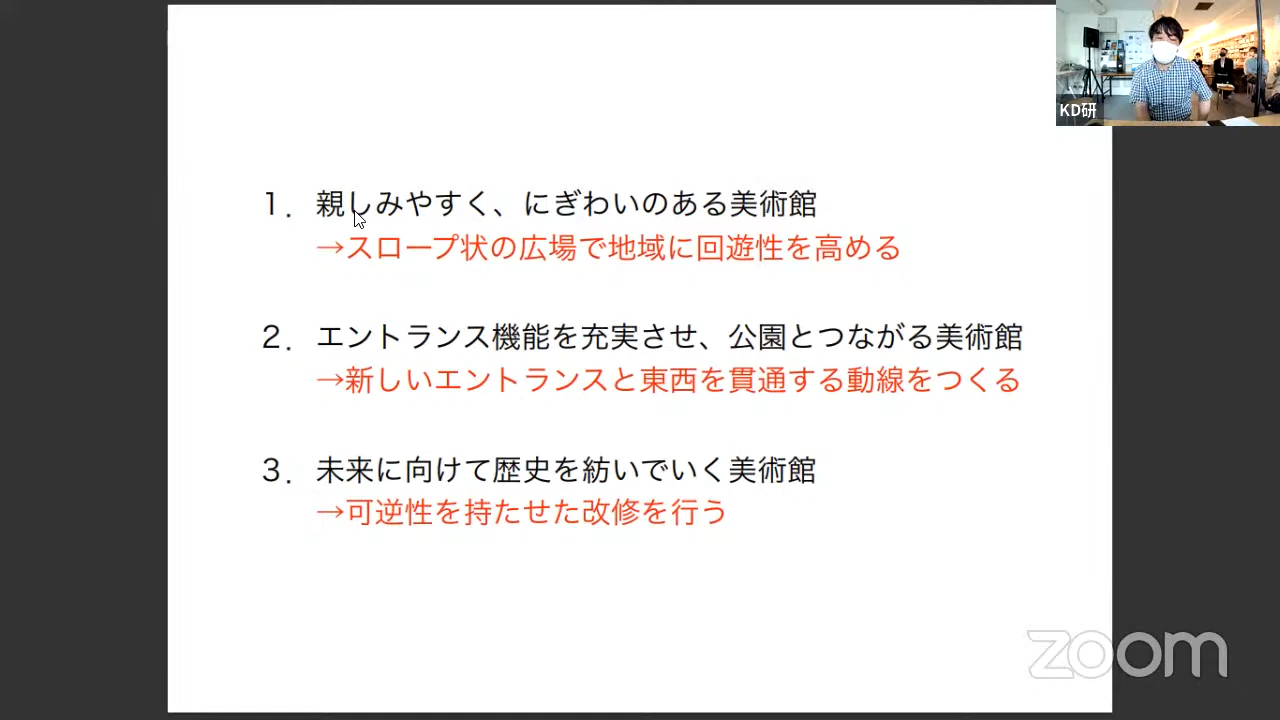 KD研
１．親しみやすく、にぎわいのある美術館
→スロープ状の広場で地域に回遊性を高める
２．エントランス機能を充実させ、公園とつながる美術館
→新しいエントランスと東西を貫通する動線をつくる
３．未来に向けて歴史を紡いでいく美術館
→可逆性を持たせた改修を行う
zoom